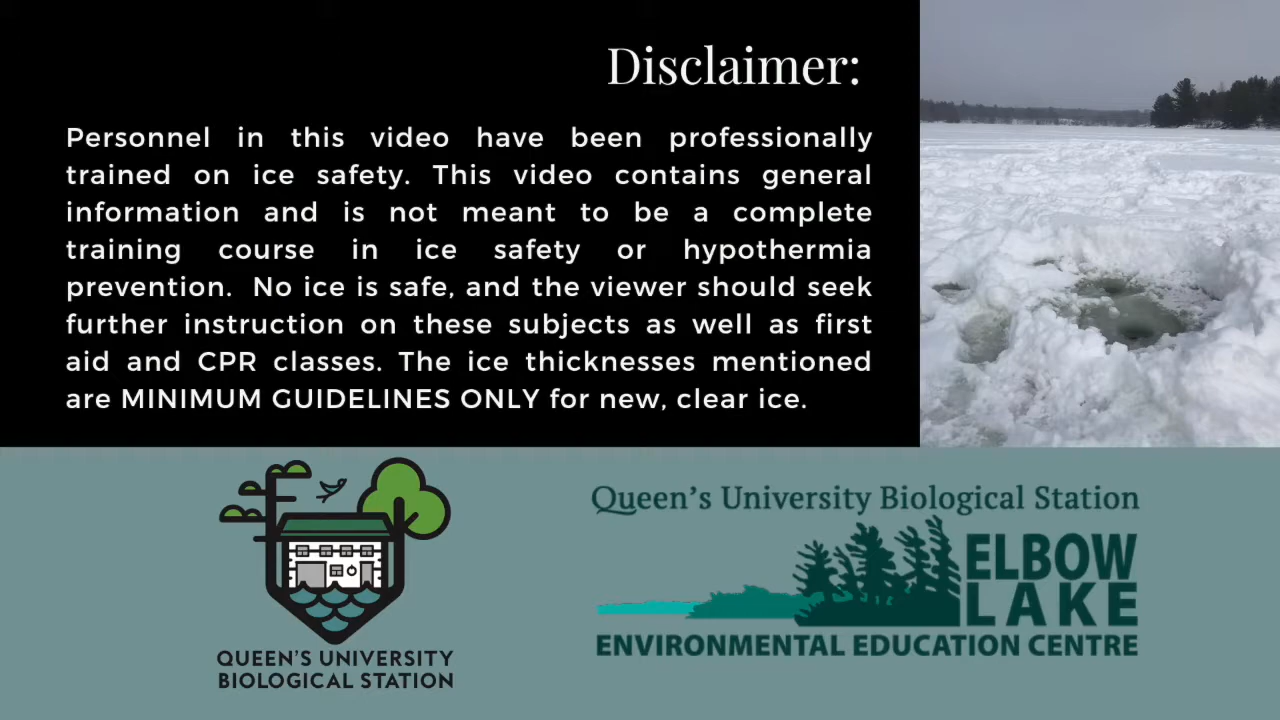 Disclaimer:
Personnel in this video have been professionally
trained on ice safety. This video contains general
information and is not meant to be a complete
training course in ice safety or hypothermia
prevention. No ice is safe, and the viewer should seek
further instruction on these subjects as well as first
aid and CPR classes. The ice thicknesses mentioned
are MINIMUM GUIDELINES ONLY for new, clear ice.
QUEEN'S UNIVERSITY
BIOLOGICAL STATION
Queen's University Biological Station
ELBOW
LAKE
ENVIRONMENTAL EDUCATION CENTRE